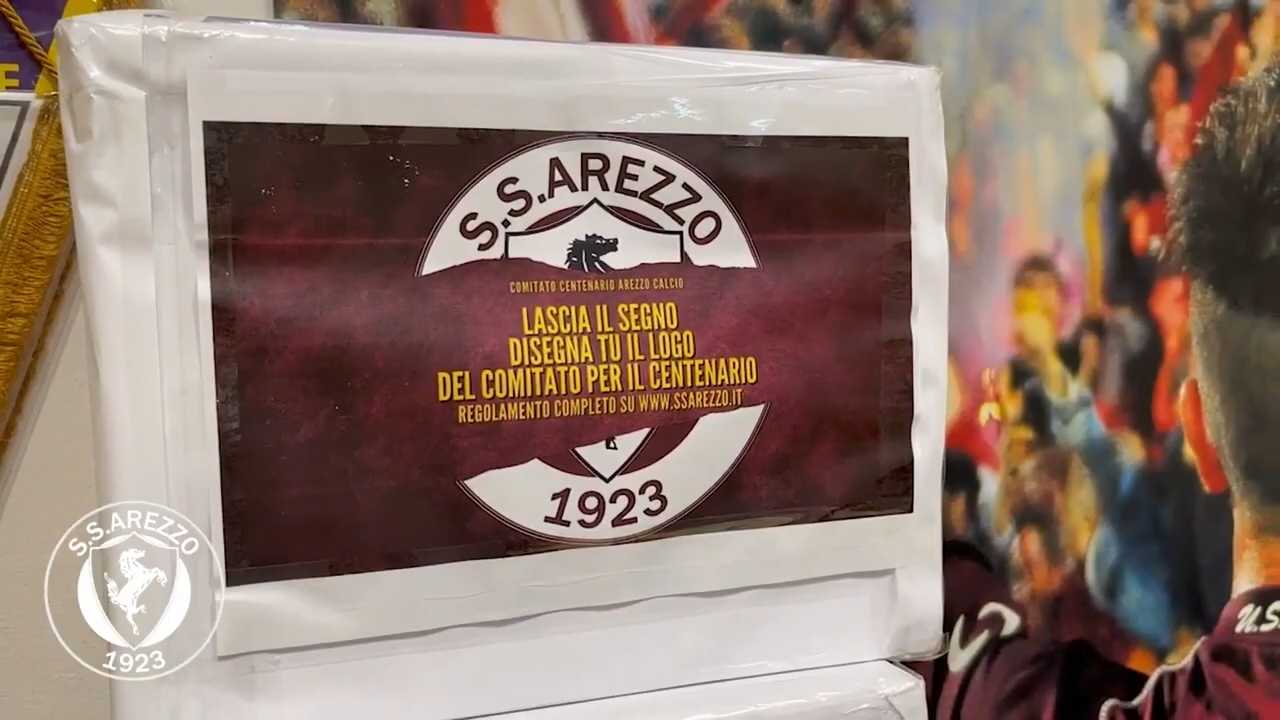 S.S.AREZZO
COMITATO CENTENARIO AREZZO CALCIO
LASCIA IL SEGNO
DISEGNA TU IL LOGO
DEL COMITATO PER IL CENTENARIO
REGOLAMENTO COMPLETO SU WWW.SSAREZZO.IT
1923
S.S.AREZZO
1923
U.S.